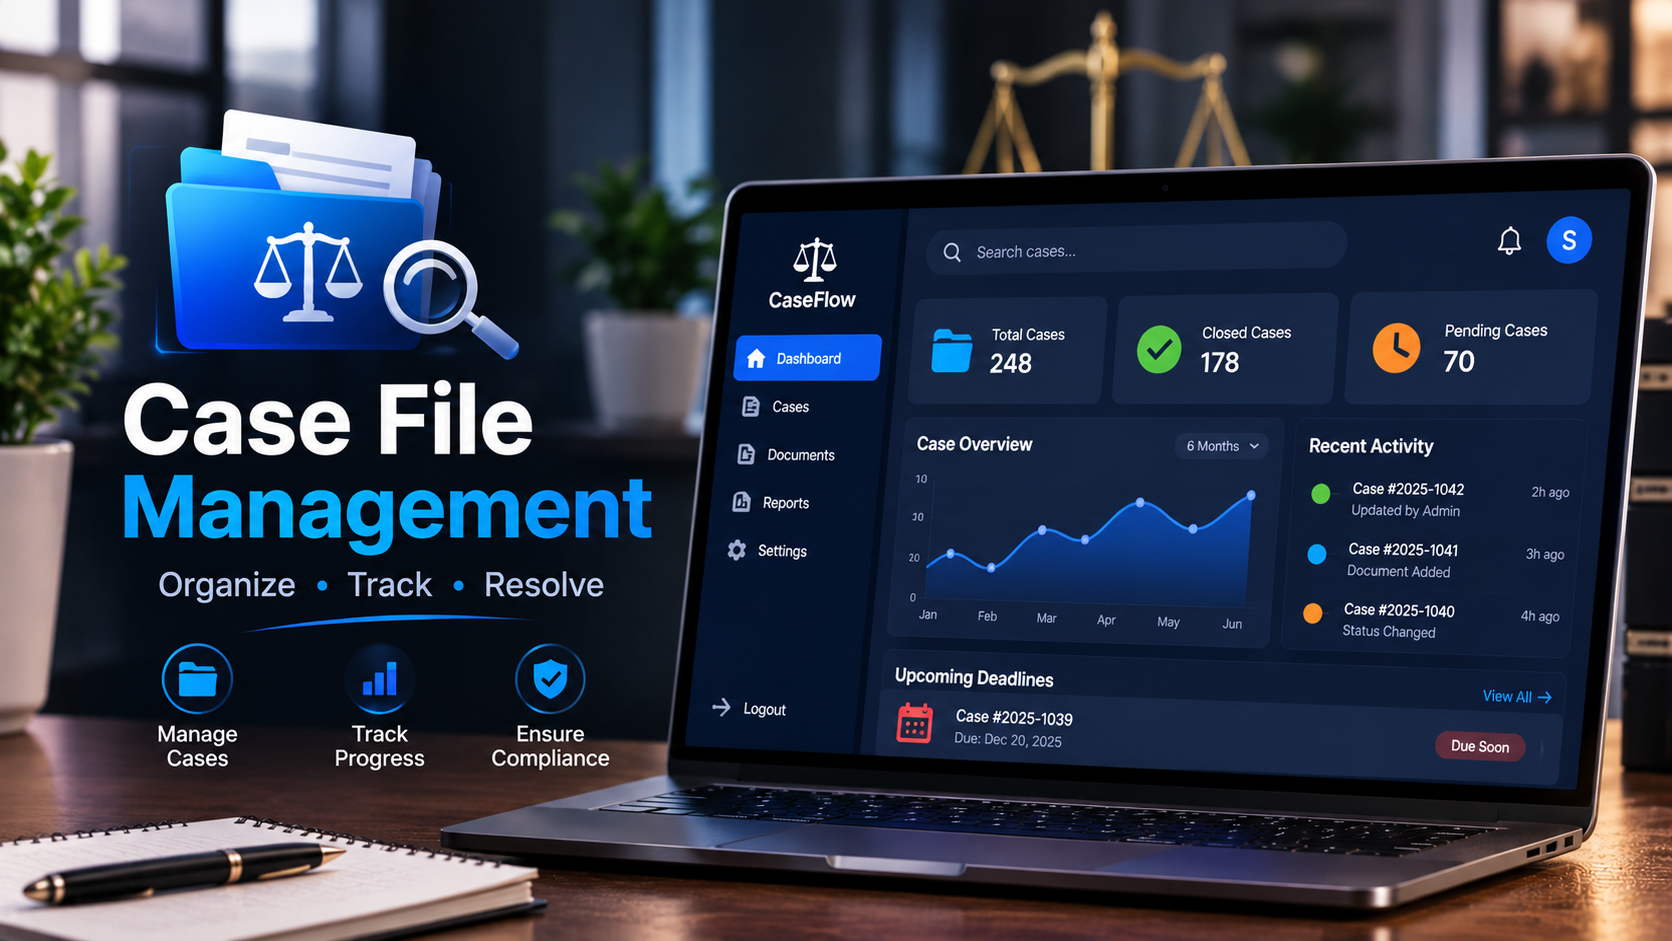 Case File
Management
Organize • Track • Resolve
Manage
Cases
Track
Progress
Ensure
Compliance
CaseFlow
Dashboard
Cases
Documents
Reports
Settings
Logout
Search cases...
S
Total Cases
248
Closed Cases
178
Pending Cases
70
Case Overview
6 Months
10
30
20
0
Jan Feb Mar Apr May Jun
Recent Activity
Case #2025-1042
Updated by Admin
2h ago
Case #2025-1041
Document Added
3h ago
Case #2025-1040
Status Changed
4h ago
Upcoming Deadlines
View All →
Case #2025-1039
Due: Dec 20, 2025
Due Soon